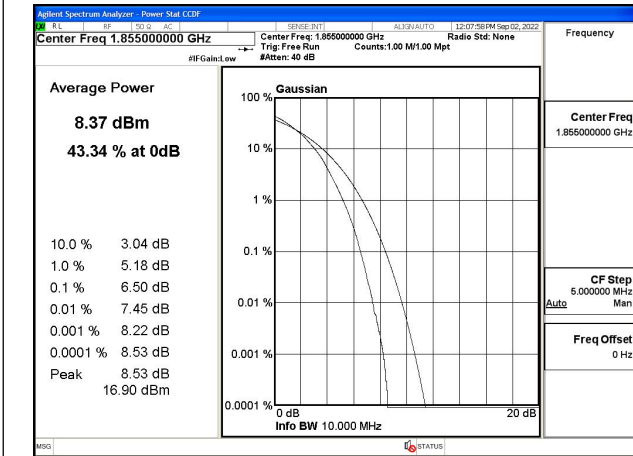 Agilent Spectrum Analyzer - Power Stat CCDF
RL RF 50 Ω AC SENSE:INT ALIGN AUTO 12:07:58 PM Sep 02, 2022
Center Freq 1.855000000 GHz
Center Freq: 1.855000000 GHz Radio Std: None
Trig: Free Run Counts:1.00 M/1.00 Mpt
#IFGain:Low #Atten: 40 dB
Frequency
Average Power
8.37 dBm
43.34 % at 0dB
10.0 % 3.04 dB
1.0 % 5.18 dB
0.1 % 6.50 dB
0.01 % 7.45 dB
0.001 % 8.22 dB
0.0001 % 8.53 dB
Peak 8.53 dB
16.90 dBm
Gaussian
100 %
10 %
1 %
0.1 %
0.01 %
0.001 %
0.0001 %
0 dB 20 dB
Info BW 10.000 MHz
Center Freq
1.855000000 GHz
CF Step
5.000000 MHz
Auto Man
Freq Offset
0 Hz
MSG STATUS